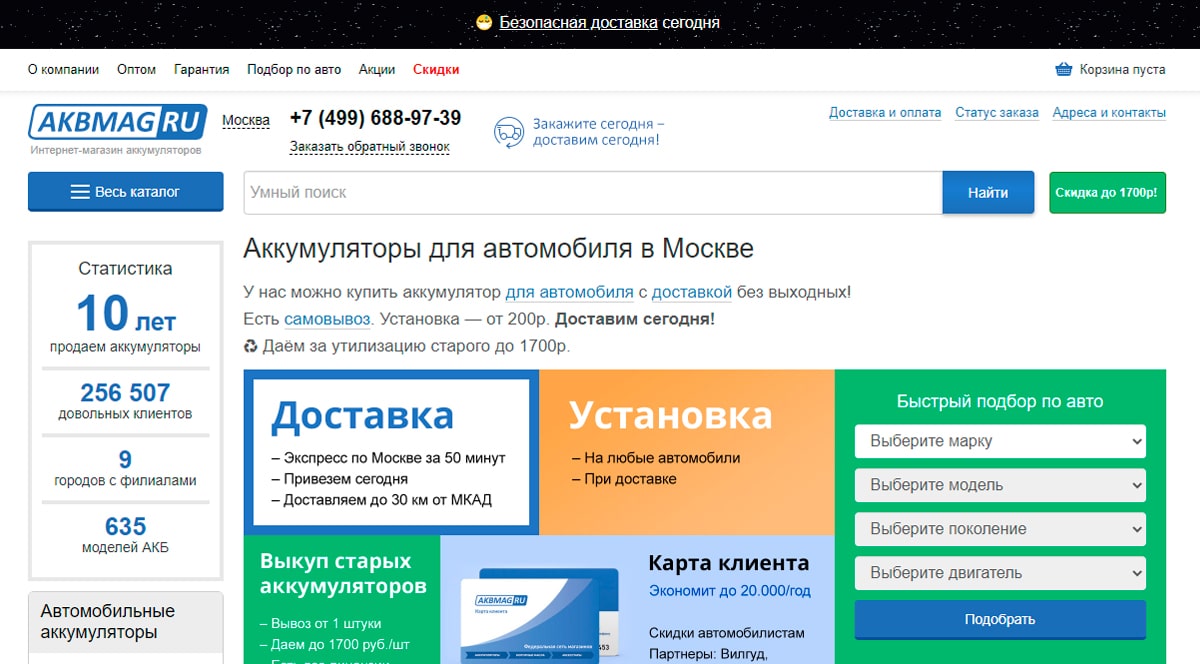 Безопасная доставка сегодня
О компании Оптом Гарантия Подбор по авто Акции Скидки Корзина пуста
AKBMAG RU
Интернет-магазин аккумуляторов
Москва
+7 (499) 688-97-39
Заказать обратный звонок
Закажите сегодня –
доставим сегодня!
Доставка и оплата Статус заказа Адреса и контакты
Весь каталог
Умный поиск
Найти
Скидка до 1700р!
Статистика
10 лет
продаем аккумуляторы
256 507
довольных клиентов
9
городов с филиалами
635
моделей АКБ
Автомобильные
аккумуляторы
Аккумуляторы для автомобиля в Москве
У нас можно купить аккумулятор для автомобиля с доставкой без выходных!
Есть самовывоз. Установка — от 200р. Доставим сегодня!
♻ Даём за утилизацию старого до 1700р.
Доставка
– Экспресс по Москве за 50 минут
– Привезем сегодня
– Доставляем до 30 км от МКАД
Установка
– На любые автомобили
– При доставке
Быстрый подбор по авто
Выберите марку
Выберите модель
Выберите поколение
Выберите двигатель
Подобрать
Выкуп старых
аккумуляторов
– Вывоз от 1 штуки
– Даем до 1700 руб./шт
– Есть все лицензии
AKBMAG RU
Карта клиента
Федеральная сеть магазинов
453
Карта клиента
Экономит до 20.000/год
Скидки автомобилистам
Партнеры: Вилгуд,